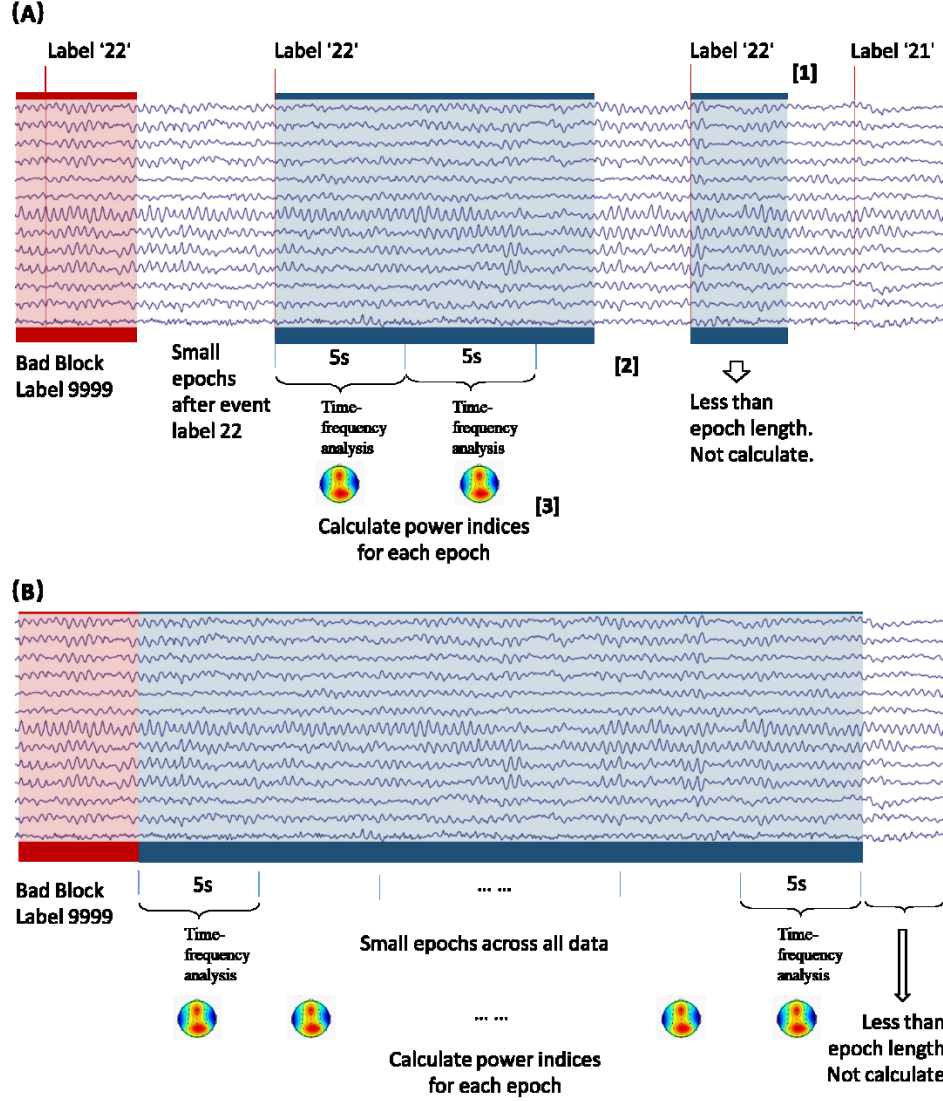 (A)
Label '22'
Label '22'
Label '22'
Label '21'
[1]
Bad Block
Label 9999
Small
epochs
after event
label 22
5s
5s
[2]
Time-
frequency
analysis
Time-
frequency
analysis
Less than
epoch length.
Not calculate.
[3]
Calculate power indices
for each epoch
(B)
Bad Block
Label 9999
5s
... ...
5s
Time-
frequency
analysis
Small epochs across all data
Time-
frequency
analysis
... ...
Less than
epoch length
Not calculate
Calculate power indices
for each epoch